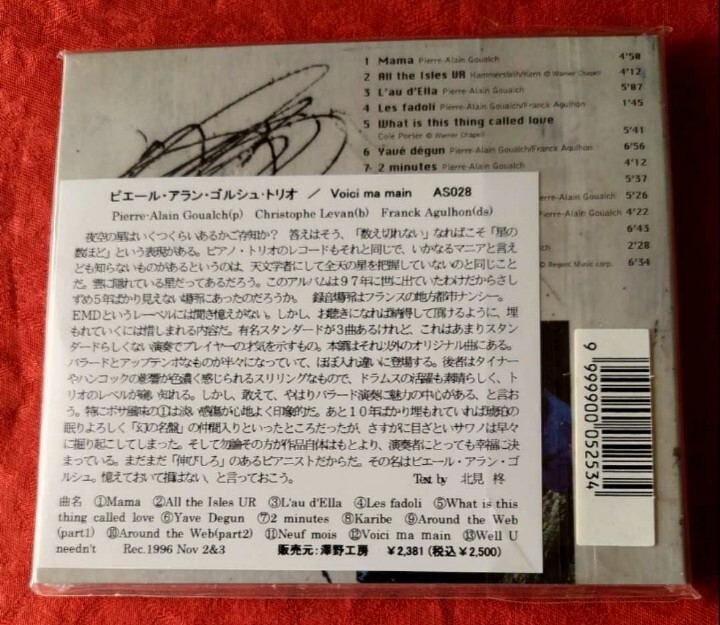 1 Mama Pierre-Alain Goualch 4'50
2 All the Isles UR Hammerstein/Kern © Warner Chapell 4'12
3 L'au d'Ella Pierre-Alain Goualch 5'07
4 Les fadoli Pierre-Alain Goualch/Franck Agulhon 1'45
5 What is this thing called love
Cole Porter © Warner Chapell 5'41
6 Yavé dégun Pierre-Alain Goualch/Franck Agulhon 6'56
7 2 minutes Pierre-Alain Goualch 4'12
5'37
5'26
4'22
6'43
2'28
© Regent Music corp. 6'34
ピエール・アラン・ゴルシュ・トリオ / Voici ma main AS028
Pierre-Alain Goualch(p) Christophe Levan(b) Franck Agulhon(ds)
夜空の星はいくつくらいあるかご存知か? 答えはそう、「数え切れない」なればこそ「星の
数ほど」という表現がある。ピアノ・トリオのレコードもそれと同じで、いかなるマニアと言え
ども知らないものがあるというのは、天文学者にして全天の星を把握していないのと同じこと
だ。雲に隠れている星だってあるだろう。このアルバムは97年に世に出ていたわけだからさし
ずめ5年ばかり見えない場所にあったのだろうか。 録音場所はフランスの地方都市ナンシー。
EMDというレーベルには聞き憶えがない。しかし、お聴きになれば納得して頂けるように、埋も
れていくには惜しまれる内容だ。有名スタンダードが3曲あるけれど、これはあまりスタン
ダードらしくない演奏でプレイヤーの才気を示すもの。本領はそれ以外のオリジナル曲にある。
バラードとアップテンポなものが半々になっていて、ほぼ入れ違いに登場する。後者はタイナー
やハンコックの影響が色濃く感じられるスリリングなもので、ドラムスの活躍も素晴らしく、ト
リオのレベルが窺い知れる。しかし、敢えて、やはりバラード演奏に魅力の中心がある、と言お
う。特にボサ風味の①は淡い感傷が心地よく印象的だ。あと10年ばかり埋もれていれば琥珀の
眠りよろしく「幻の名盤」の仲間入りといったところだったが、さすがに目ざといサワノは早々
に掘り起こしてしまった。そして勿論その方が作品自体はもとより、演奏者にとっても幸福に決
まっている。まだまだ「伸びしろ」のあるピアニストだからだ。その名はピエール・アラン・ゴ
ルシュ。憶えておいて損はない、と言っておこう。 Text by 北見 柊
曲名 ①Mama ②All the Isles UR ③L'au d'Ella ④Les fadoli ⑤What is this
thing called love ⑥Yave Degun ⑦2 minutes ⑧Karibe ⑨Around the Web
(part1) ⑩Around the Web(part2) ⑪Neuf mois ⑫Voici ma main ⑬Well U
needn't Rec.1996 Nov 2&3 販売元:澤野工房 ¥2,381(税込¥2,500)
9 999900 052534